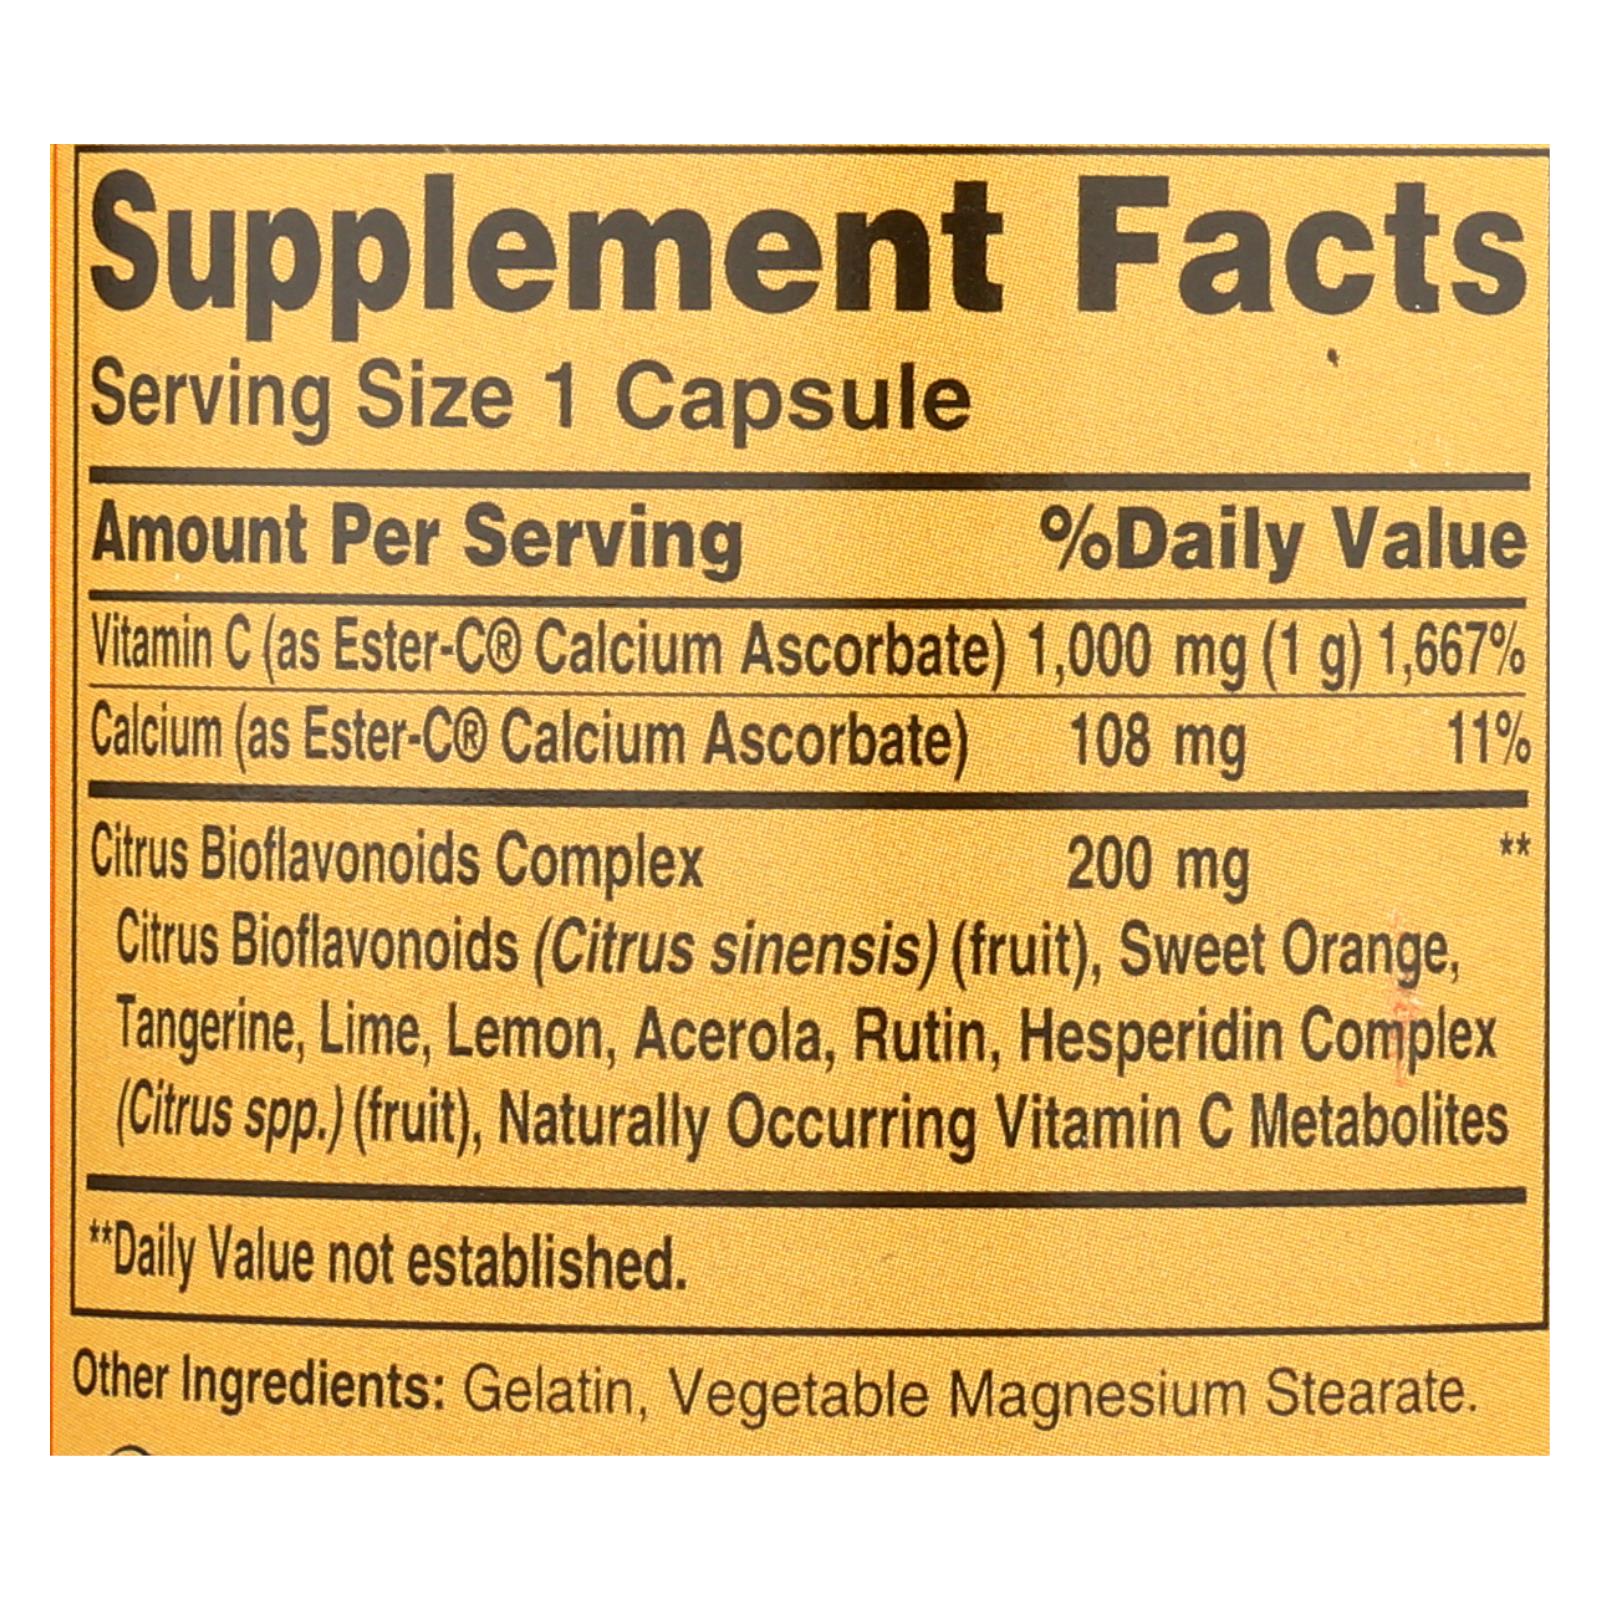 Supplement Facts
Serving Size 1 Capsule
Amount Per Serving %Daily Value
Vitamin C (as Ester-C® Calcium Ascorbate) 1,000 mg (1 g) 1,667%
Calcium (as Ester-C® Calcium Ascorbate) 108 mg 11%
Citrus Bioflavonoids Complex 200 mg **
Citrus Bioflavonoids (Citrus sinensis) (fruit), Sweet Orange,
Tangerine, Lime, Lemon, Acerola, Rutin, Hesperidin Complex
(Citrus spp.) (fruit), Naturally Occurring Vitamin C Metabolites
**Daily Value not established.
Other Ingredients: Gelatin, Vegetable Magnesium Stearate.